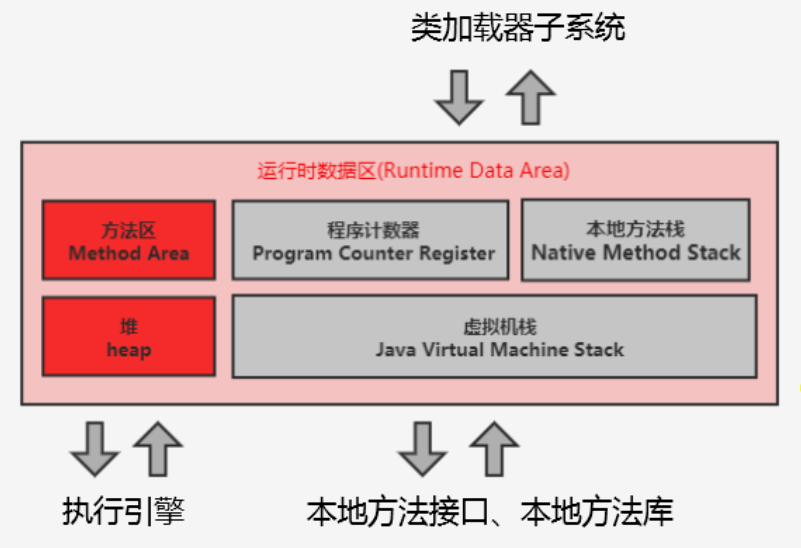 类加载器子系统
运行时数据区(Runtime Data Area)
方法区
Method Area
程序计数器
Program Counter Register
本地方法栈
Native Method Stack
堆
heap
虚拟机栈
Java Virtual Machine Stack
执行引擎
本地方法接口、本地方法库